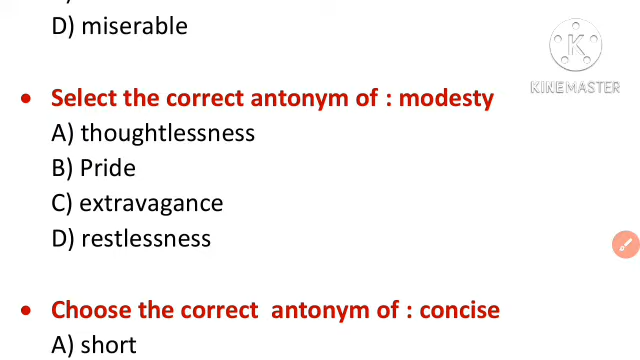 D) miserable
K
KINEMASTER
• Select the correct antonym of : modesty
A) thoughtlessness
B) Pride
C) extravagance
D) restlessness
• Choose the correct antonym of : concise
A) short